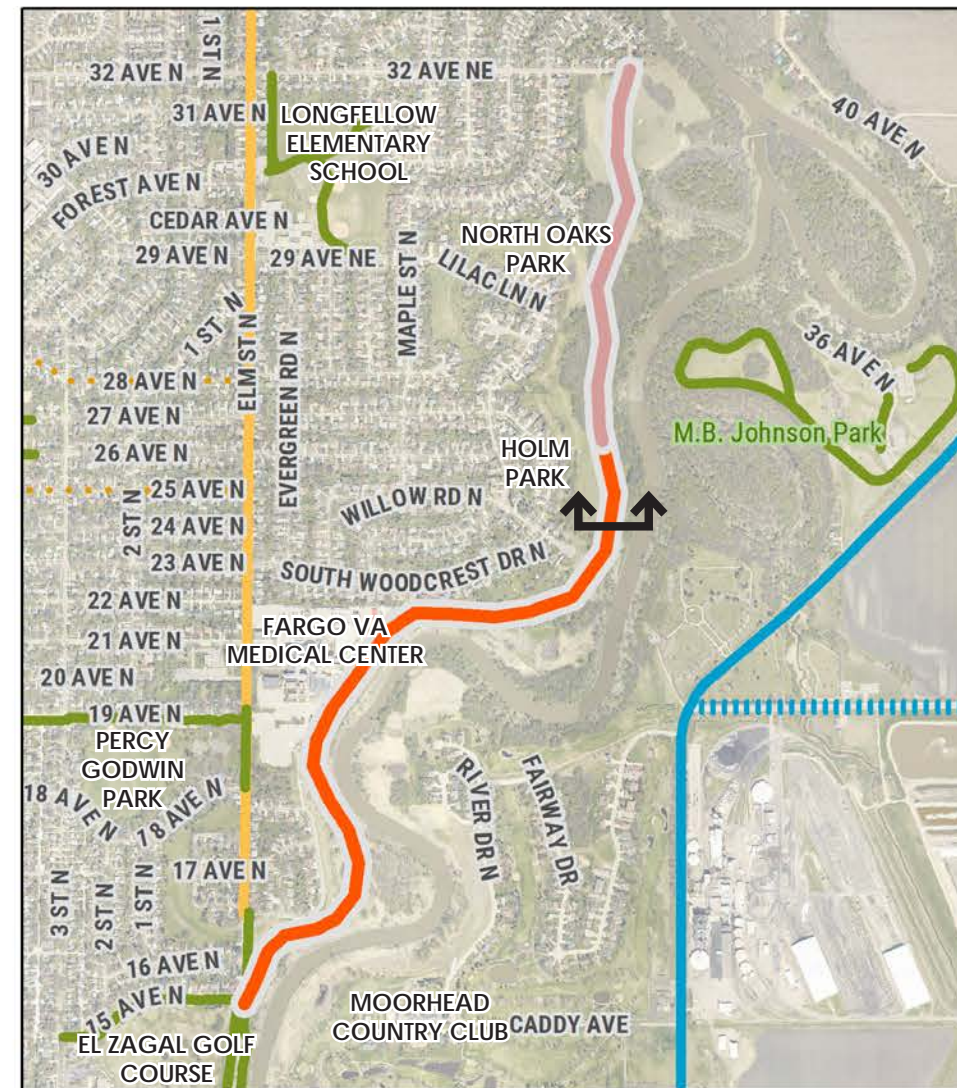 1 ST N
32 AVE N
32 AVE NE
31 AVE N
LONGFELLOW
ELEMENTARY
SCHOOL
40 AVE N
30 AVE N
FOREST AVE N
CEDAR AVE N
29 AVE N
29 AVE NE
MAPLE ST N
NORTH OAKS
PARK
LILAC LN N
1 ST N
ELM ST N
28 AVE N
36 AVE N
27 AVE N
EVERGREEN RD N
M.B. Johnson Park
26 AVE N
HOLM
PARK
25 AVE N
WILLOW RD N
2 ST N
24 AVE N
23 AVE N
SOUTH WOODCREST DR N
22 AVE N
21 AVE N
FARGO VA
MEDICAL CENTER
20 AVE N
19 AVE N
PERCY
GODWIN
PARK
18 AVE N
18 AVE N
RIVER DR N
FAIRWAY DR
17 AVE N
3 ST N
2 ST N
1 ST N
16 AVE N
15 AVE N
MOORHEAD
COUNTRY CLUB
CADDY AVE
EL ZAGAL GOLF
COURSE